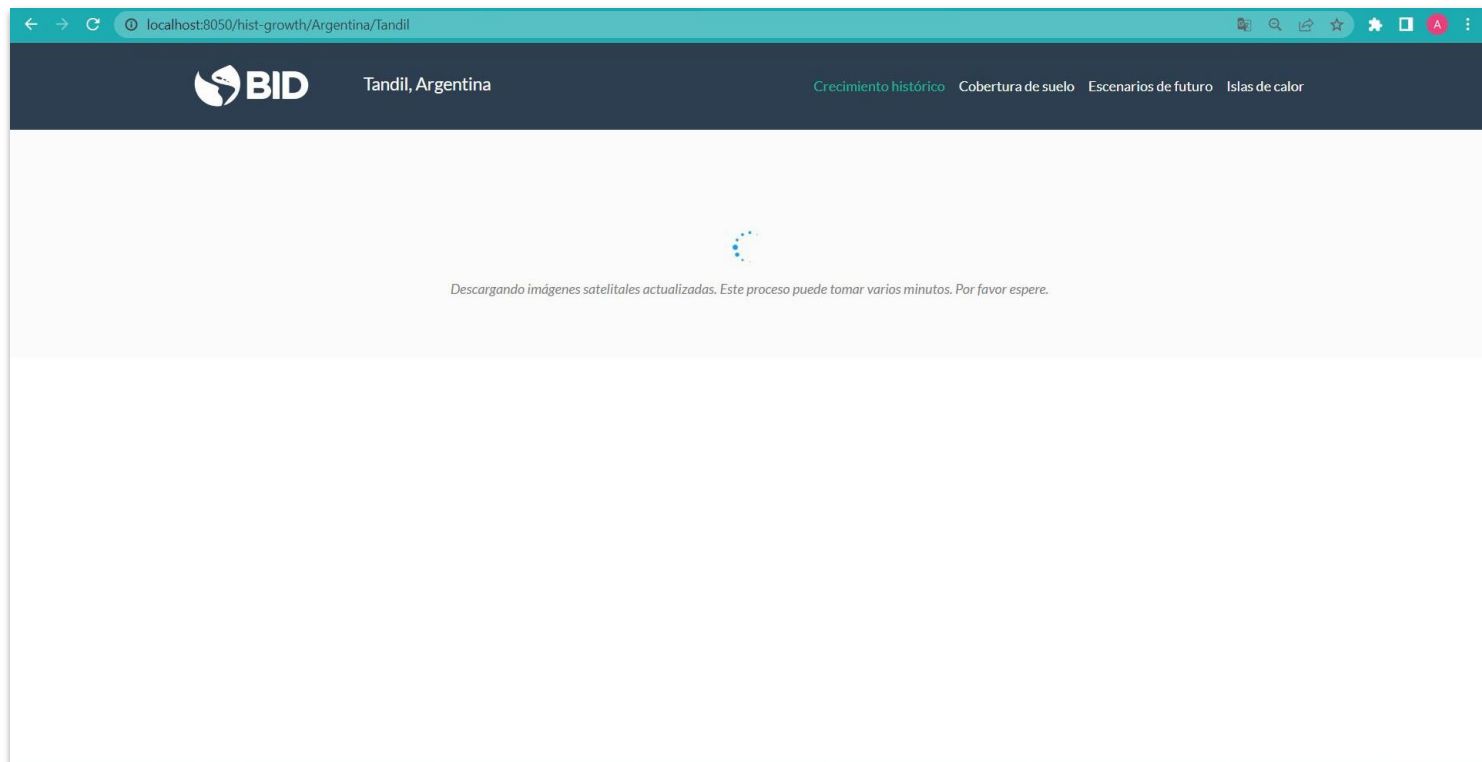 localhost:8050/hist-growth/Argentina/Tandil
A
BID
Tandil, Argentina
Crecimiento histórico Cobertura de suelo Escenarios de futuro Islas de calor
Descargando imágenes satelitales actualizadas. Este proceso puede tomar varios minutos. Por favor espere.